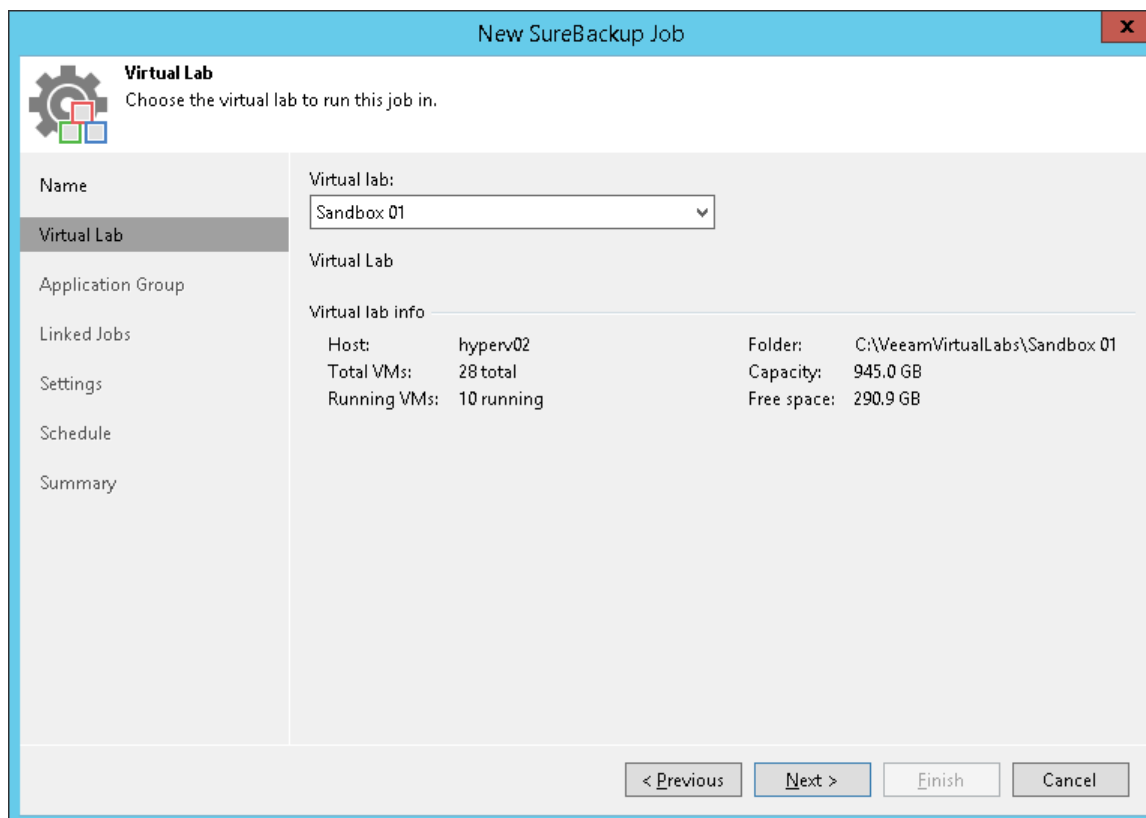 New SureBackup Job
x
Virtual Lab
Choose the virtual lab to run this job in.
Name
Virtual Lab
Application Group
Linked Jobs
Settings
Schedule
Summary
Virtual lab:
Sandbox 01
Virtual Lab
Virtual lab info
Host: hyperv02 Folder: C:\VeeamVirtualLabs\Sandbox 01
Total VMs: 28 total Capacity: 945.0 GB
Running VMs: 10 running Free space: 290.9 GB
< Previous Next > Finish Cancel